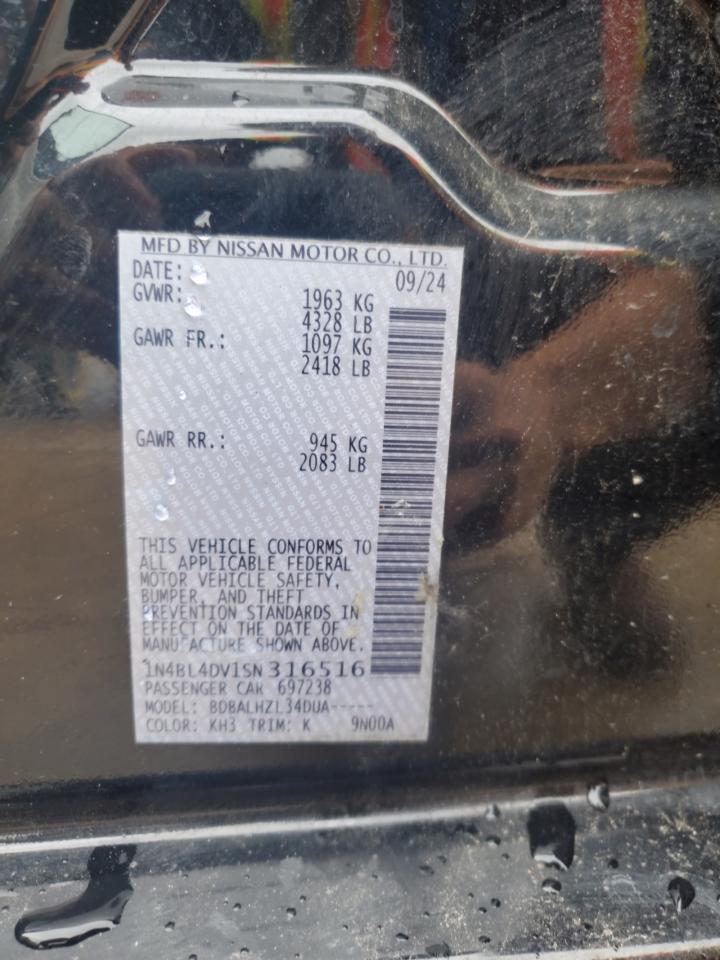 MFD BY NISSAN MOTOR CO., LTD.
DATE: 09/24
GVWR: 1963 KG
4328 LB
GAWR FR.: 1097 KG
2418 LB
GAWR RR.: 945 KG
2083 LB
THIS VEHICLE CONFORMS TO
ALL APPLICABLE FEDERAL
MOTOR VEHICLE SAFETY,
BUMPER, AND THEFT
PREVENTION STANDARDS IN
EFFECT ON THE DATE OF
MANUFACTURE SHOWN ABOVE.
1N4BL4DV1SN316516
PASSENGER CAR 697238
MODEL: BDBALHZL34DUA-----
COLOR: KH3 TRIM: K 9N00A